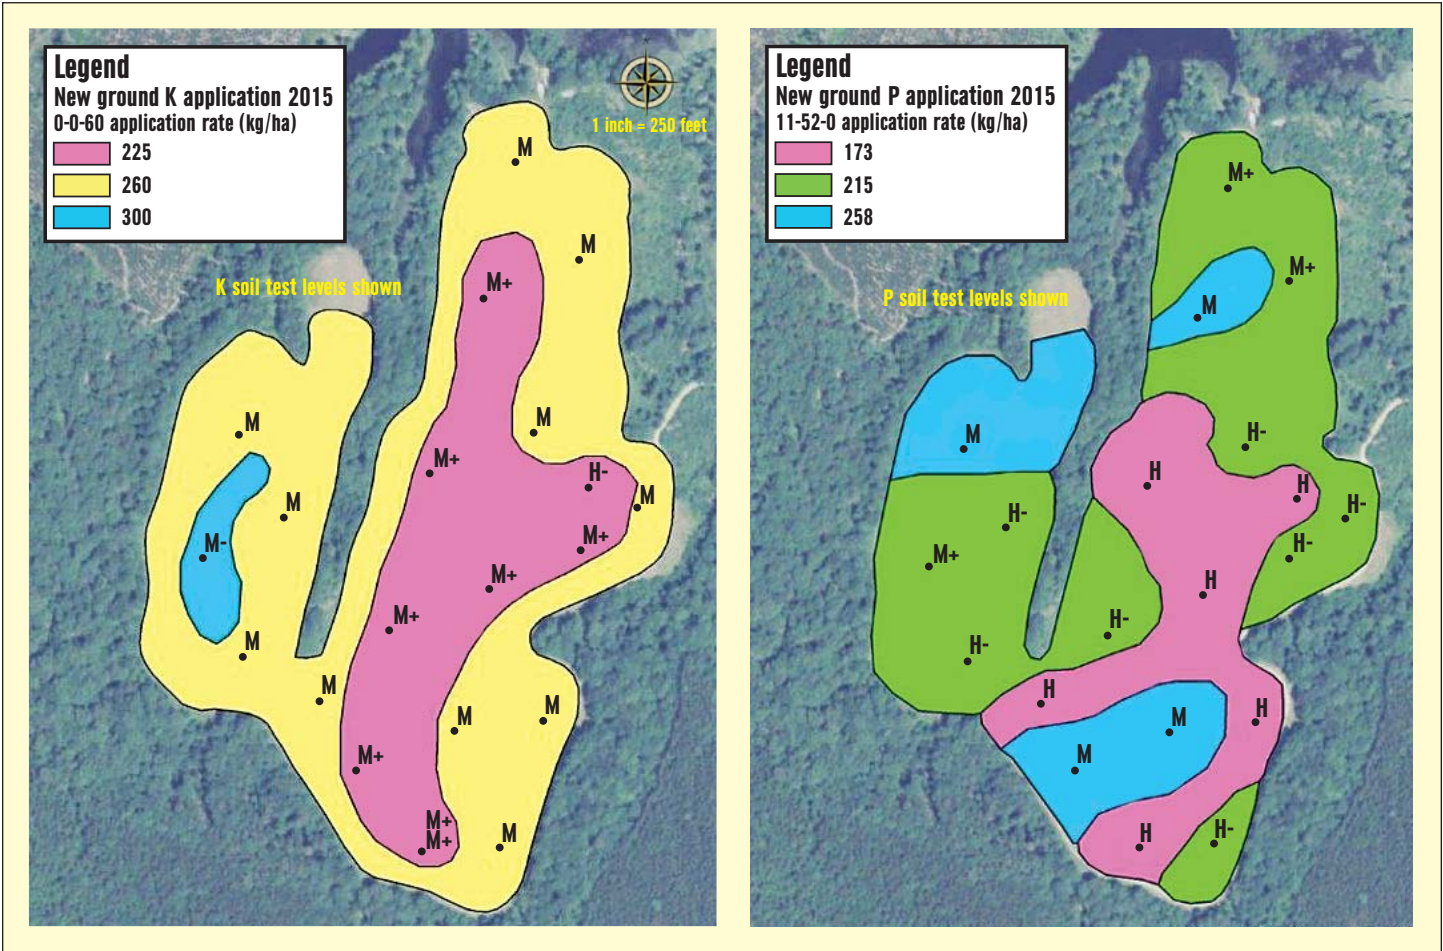 Legend
New ground K application 2015
0-0-60 application rate (kg/ha)
225
260
300
1 inch = 250 feet
K soil test levels shown
M
M
M+
M
M
M+
H-
M
M
M-
M+
M+
M+
M
M
M
M
M+
M+
M+
M
Legend
New ground P application 2015
11-52-0 application rate (kg/ha)
173
215
258
P soil test levels shown
M+
M+
M
M
H-
H
H
H-
H-
H-
M+
H
H-
H-
H
M
H
M
H
H-